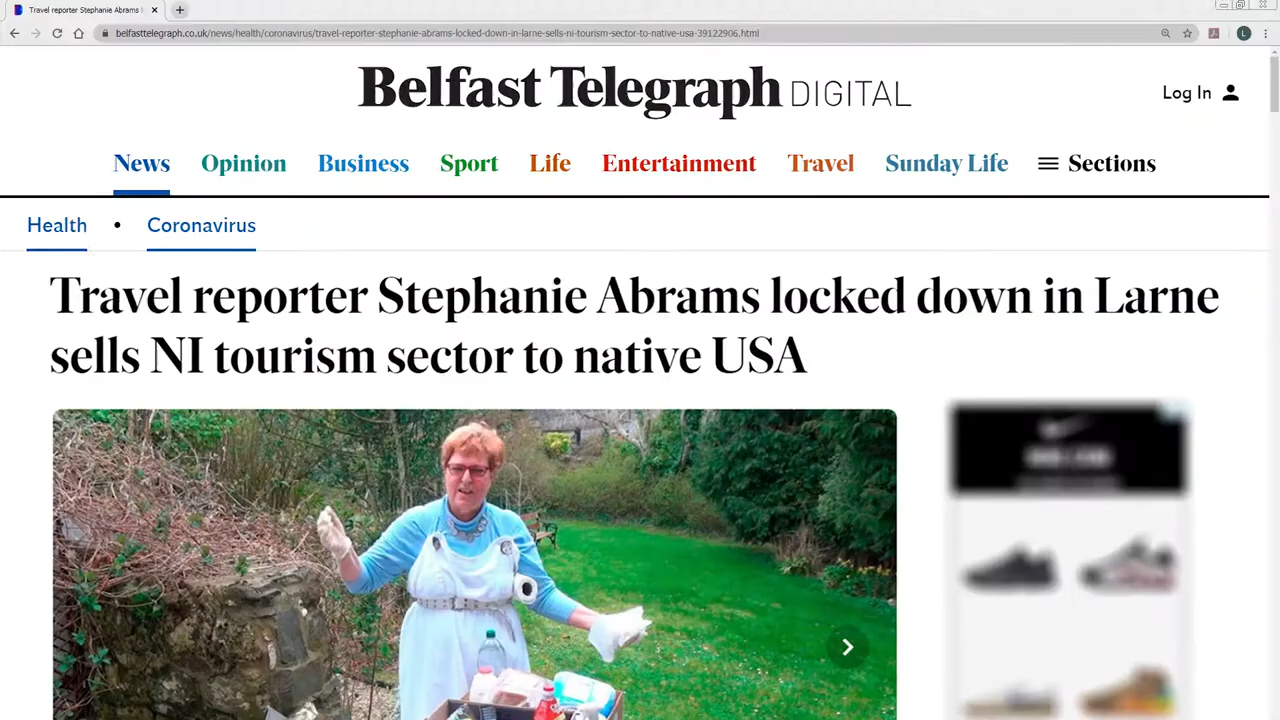 Travel reporter Stephanie Abrams l
belfasttelegraph.co.uk/news/health/coronavirus/travel-reporter-stephanie-abrams-locked-down-in-larne-sells-ni-tourism-sector-to-native-usa-39122906.html
L
Belfast Telegraph DIGITAL
Log In
News Opinion Business Sport Life Entertainment Travel Sunday Life Sections
Health • Coronavirus
Travel reporter Stephanie Abrams locked down in Larne
sells NI tourism sector to native USA